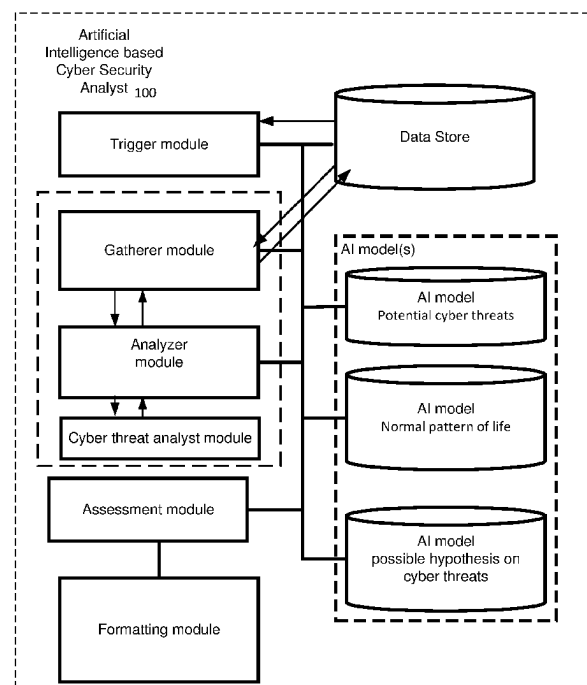 Artificial
Intelligence based
Cyber Security
Analyst 100
Trigger module
Data Store
Gatherer module
Analyzer
module
Cyber threat analyst module
Assessment module
Formatting module
AI model(s)
AI model
Potential cyber threats
AI model
Normal pattern of life
AI model
possible hypothesis on
cyber threats